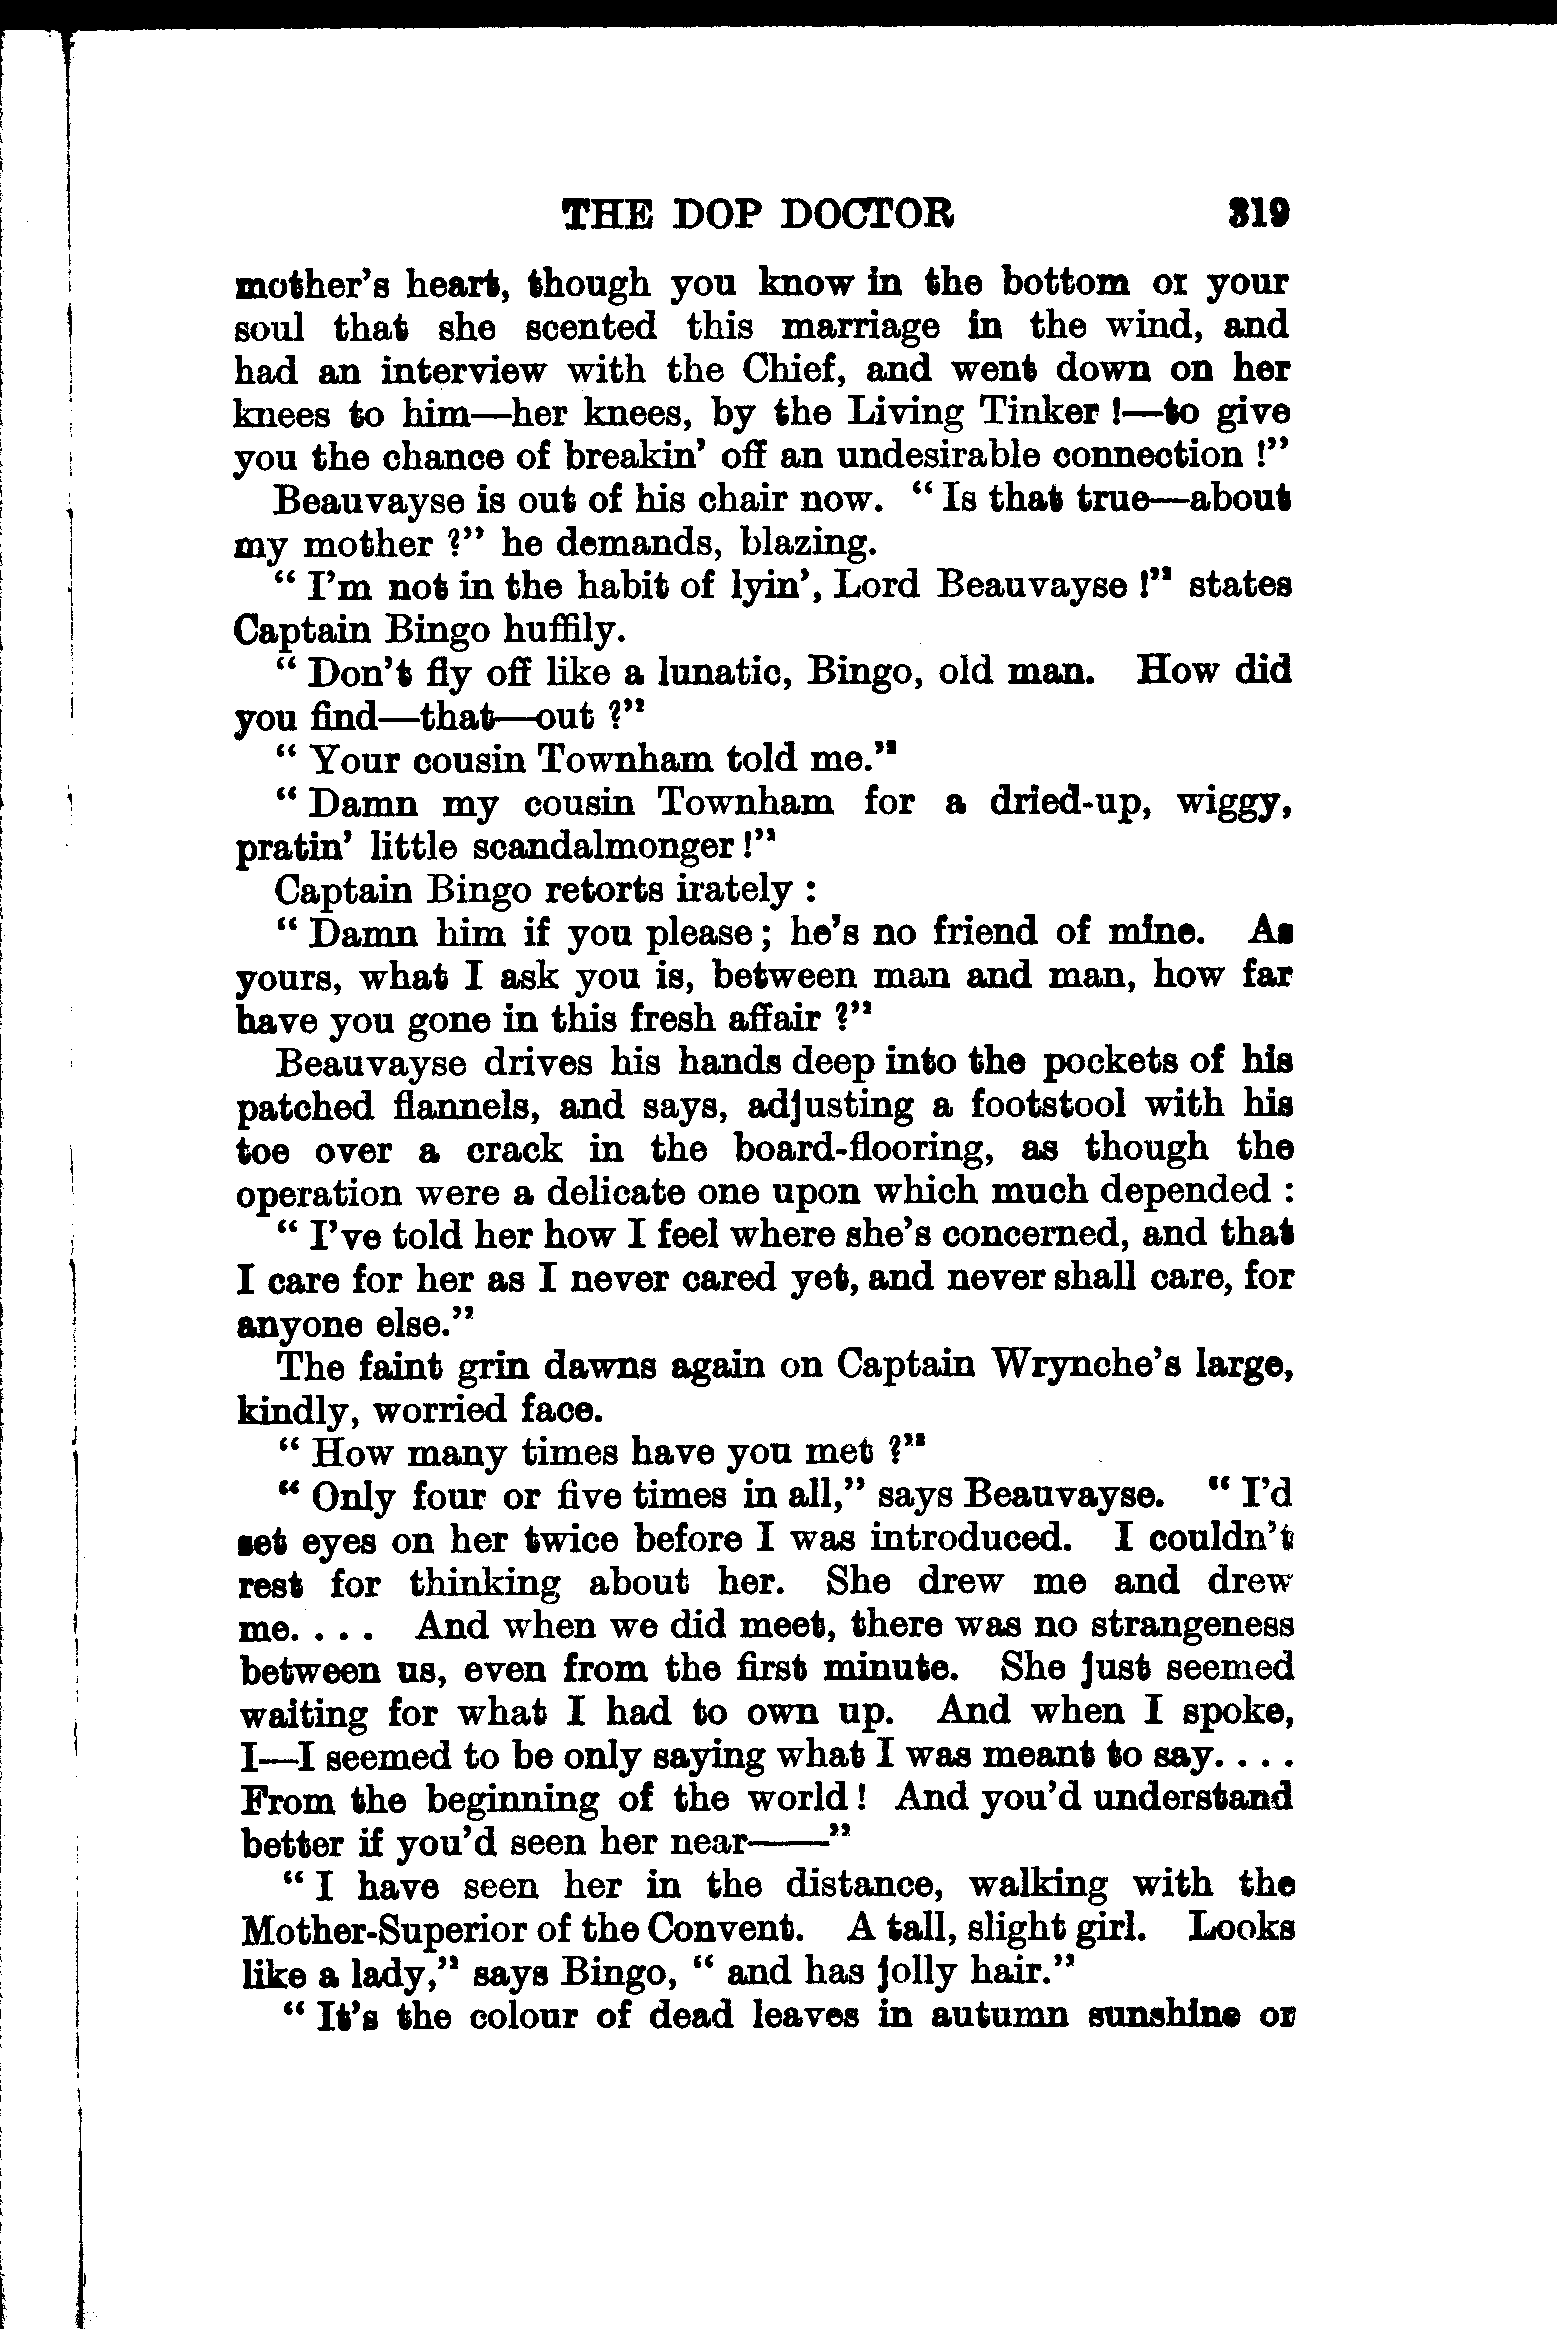 THE DOP DOCTOR 319
mother's heart, though you know in the bottom of your
soul that she scented this marriage in the wind, and
had an interview with the Chief, and went down on her
knees to him—her knees, by the Living Tinker !—to give
you the chance of breakin' off an undesirable connection !"
Beauvayse is out of his chair now. "Is that true—about
my mother ?" he demands, blazing.
"I'm not in the habit of lyin', Lord Beauvayse !" states
Captain Bingo huffily.
"Don't fly off like a lunatic, Bingo, old man. How did
you find—that—out ?"
"Your cousin Townham told me."
"Damn my cousin Townham for a dried-up, wiggy,
pratin' little scandalmonger !"
Captain Bingo retorts irately :
"Damn him if you please; he's no friend of mine. As
yours, what I ask you is, between man and man, how far
have you gone in this fresh affair ?"
Beauvayse drives his hands deep into the pockets of his
patched flannels, and says, adjusting a footstool with his
toe over a crack in the board-flooring, as though the
operation were a delicate one upon which much depended :
"I've told her how I feel where she's concerned, and that
I care for her as I never cared yet, and never shall care, for
anyone else."
The faint grin dawns again on Captain Wrynche's large,
kindly, worried face.
"How many times have you met ?"
"Only four or five times in all," says Beauvayse. "I'd
set eyes on her twice before I was introduced. I couldn't
rest for thinking about her. She drew me and drew
me. . . . And when we did meet, there was no strangeness
between us, even from the first minute. She just seemed
waiting for what I had to own up. And when I spoke,
I—I seemed to be only saying what I was meant to say. . . .
From the beginning of the world! And you'd understand
better if you'd seen her near——"
"I have seen her in the distance, walking with the
Mother-Superior of the Convent. A tall, slight girl. Looks
like a lady," says Bingo, "and has jolly hair."
"It's the colour of dead leaves in autumn sunshine or